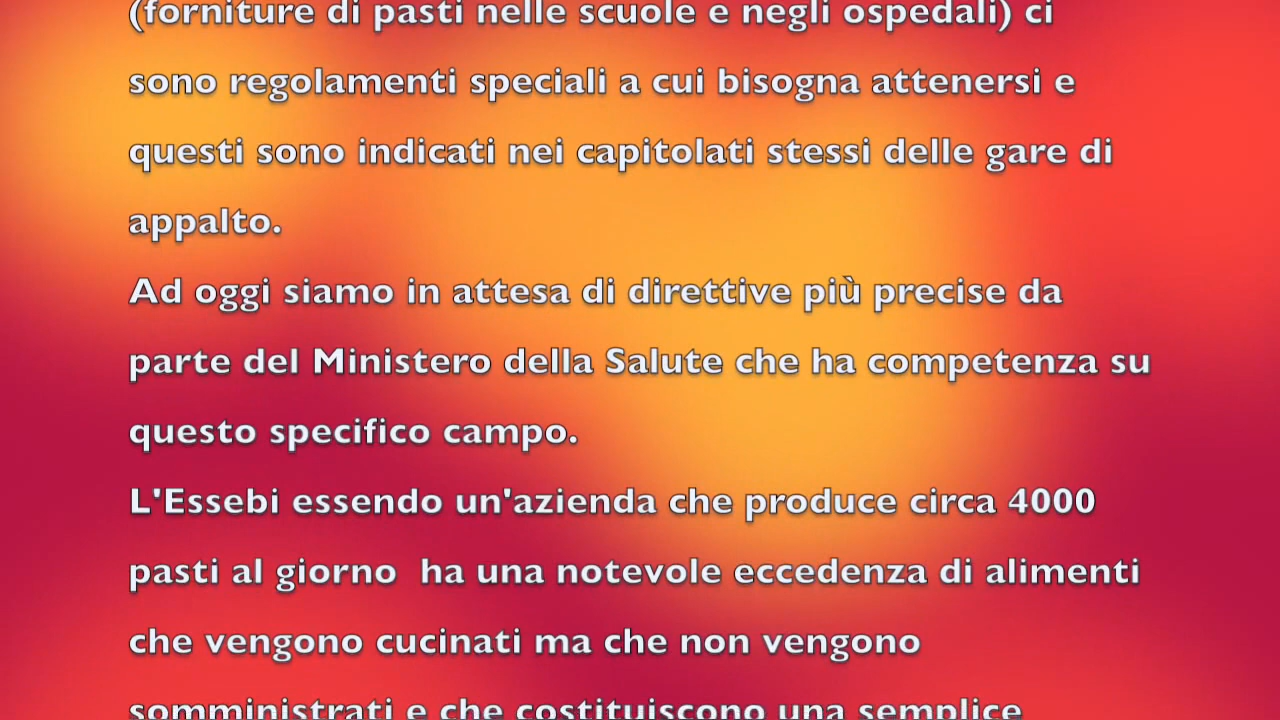 (forniture di pasti nelle scuole e negli ospedali) ci
sono regolamenti speciali a cui bisogna attenersi e
questi sono indicati nei capitolati stessi delle gare di
appalto.
Ad oggi siamo in attesa di direttive più precise da
parte del Ministero della Salute che ha competenza su
questo specifico campo.
L'Essebi essendo un'azienda che produce circa 4000
pasti al giorno  ha una notevole eccedenza di alimenti
che vengono cucinati ma che non vengono
somministrati e che costituiscono una semplice